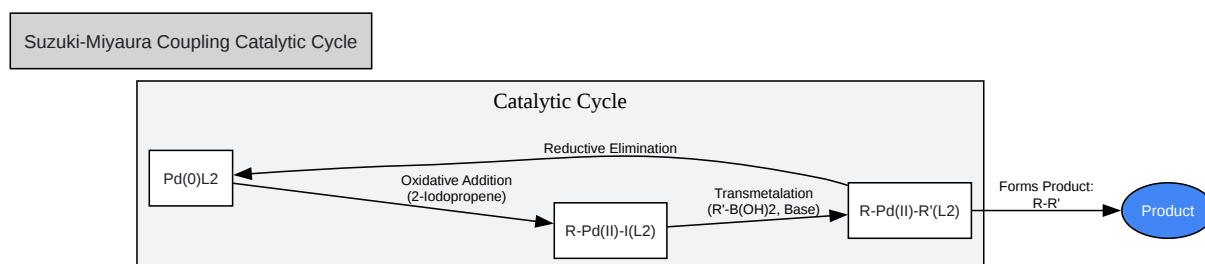 Suzuki-Miyaura Coupling Catalytic Cycle
Catalytic Cycle
Reductive Elimination
Pd(0)L2
Oxidative Addition
(2-Iodopropene)
R-Pd(II)-I(L2)
Transmetalation
(R'-B(OH)2, Base)
R-Pd(II)-R'(L2)
Forms Product:
R-R'
Product